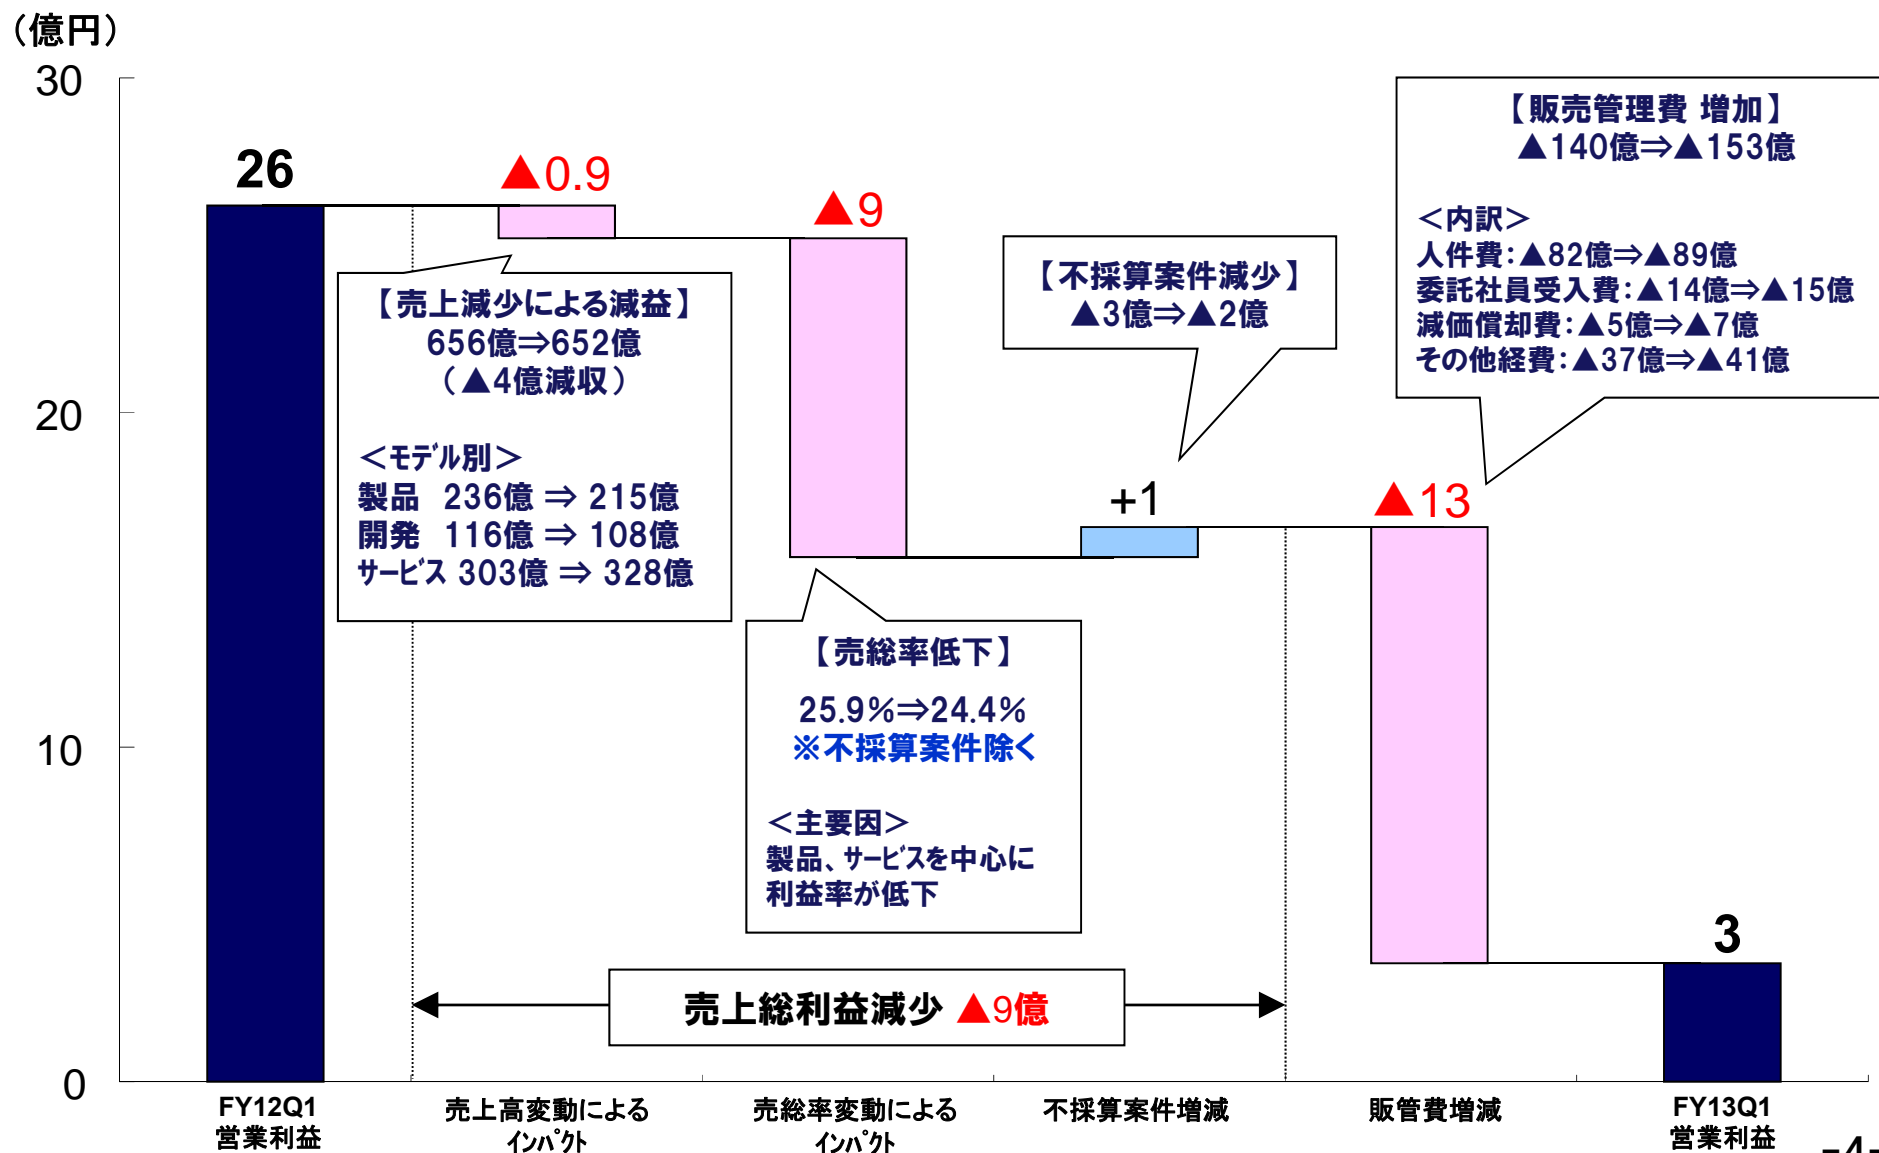 （億円）
30
20
10
0
26
▲0.9
▲9
+1
▲13
3
【売上減少による減益】
656億⇒652億
（▲4億減収）
＜ﾓﾃﾞﾙ別＞
製品 236億 ⇒ 215億
開発 116億 ⇒ 108億
ｻｰﾋﾞｽ 303億 ⇒ 328億
【売総率低下】
25.9%⇒24.4%
※不採算案件除く
＜主要因＞
製品、ｻｰﾋﾞｽを中心に
利益率が低下
【不採算案件減少】
▲3億⇒▲2億
【販売管理費 増加】
▲140億⇒▲153億
＜内訳＞
人件費：▲82億⇒▲89億
委託社員受入費：▲14億⇒▲15億
減価償却費：▲5億⇒▲7億
その他経費：▲37億⇒▲41億
売上総利益減少 ▲9億
FY12Q1
営業利益
売上高変動による
ｲﾝﾊﾟｸﾄ
売総率変動による
ｲﾝﾊﾟｸﾄ
不採算案件増減
販管費増減
FY13Q1
営業利益
-4-